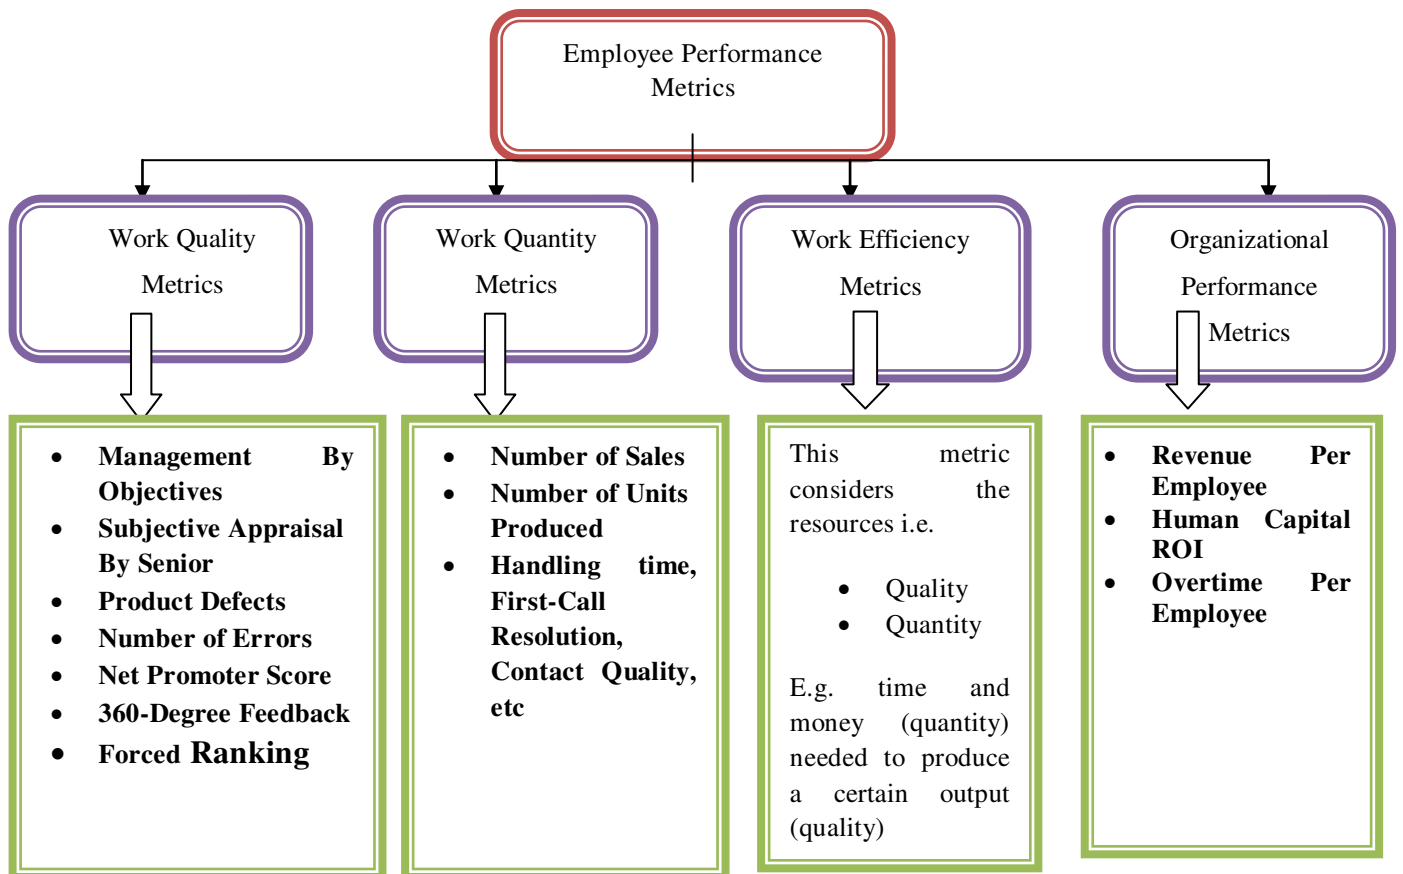 Employee Performance
Metrics
Work Quality
Metrics
Work Quantity
Metrics
Work Efficiency
Metrics
Organizational
Performance
Metrics
• Management By
Objectives
• Subjective Appraisal
By Senior
• Product Defects
• Number of Errors
• Net Promoter Score
• 360-Degree Feedback
• Forced Ranking
• Number of Sales
• Number of Units
Produced
• Handling time,
First-Call
Resolution,
Contact Quality,
etc
This metric
considers the
resources i.e.
• Quality
• Quantity
E.g. time and
money (quantity)
needed to produce
a certain output
(quality)
• Revenue Per
Employee
• Human Capital
ROI
• Overtime Per
Employee